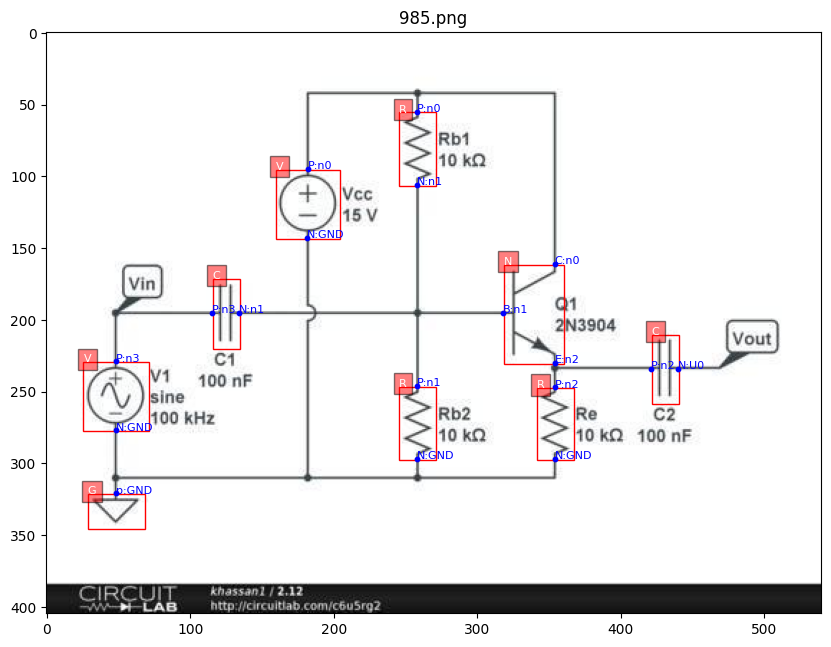 985.png
0
50
100
150
200
250
300
350
400
0
100
200
300
400
500
R
P:n0
Rb1
10 kΩ
N:n1
V
P:n0
Vcc
15 V
N:GND
Vin
C
P:n3
N:n1
C1
100 nF
N
C:n0
B:n1
Q1
2N3904
E:n2
V
P:n3
V1
sine
100 kHz
N:GND
C
P:n2
N:U0
Vout
C2
100 nF
R
P:n1
Rb2
10 kΩ
N:GND
R
P:n2
Re
10 kΩ
N:GND
G
p:GND
CIRCUIT
LAB
khassan1 / 2.12
http://circuitlab.com/c6u5rg2